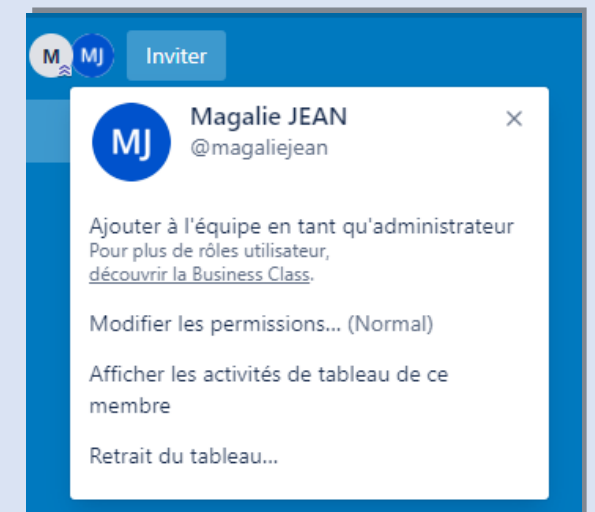 M MJ Inviter
MJ
Magalie JEAN
@magaliejean
Ajouter à l'équipe en tant qu'administrateur
Pour plus de rôles utilisateur,
découvrir la Business Class.
Modifier les permissions... (Normal)
Afficher les activités de tableau de ce
membre
Retrait du tableau...